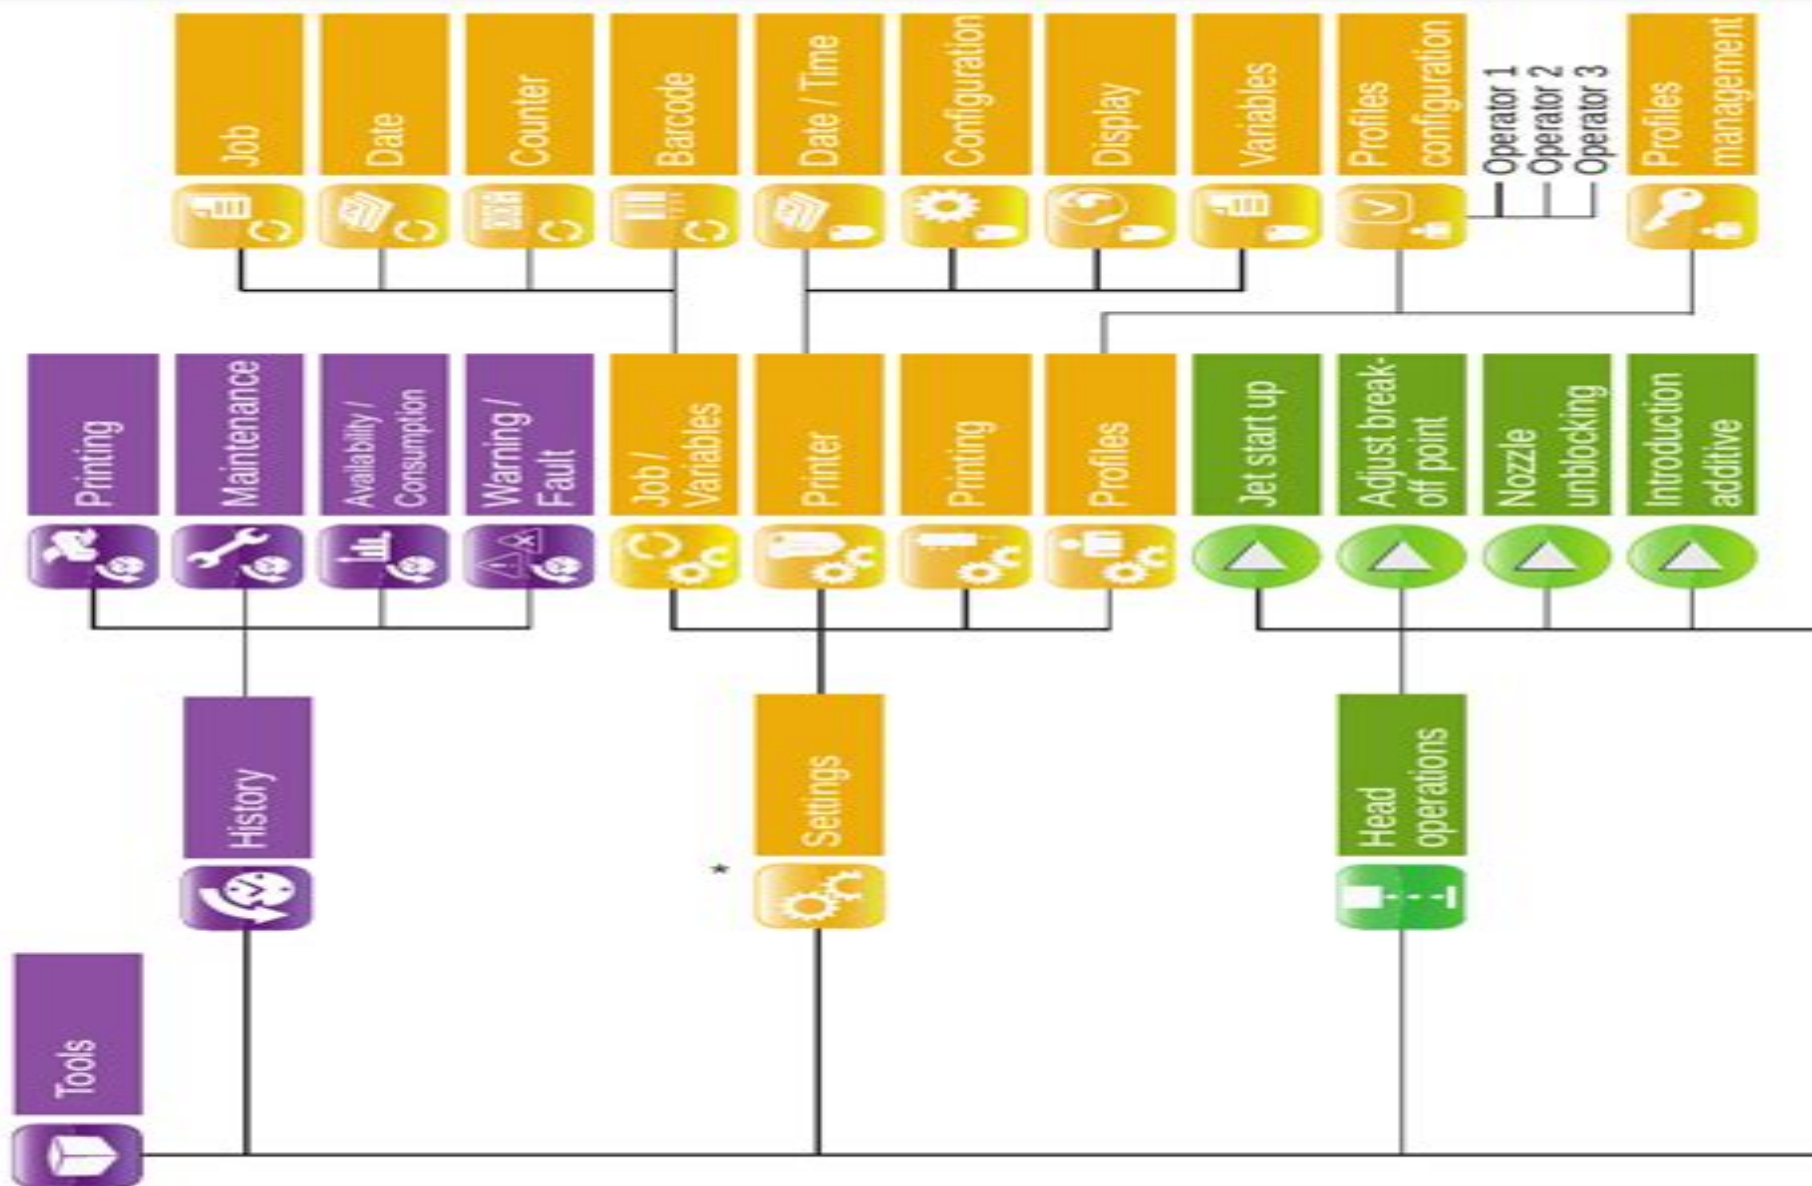 Tools
History
Printing
Maintenance
Availability /
Consumption
Warning /
Fault
*
Settings
Job /
Variables
Job
Date
Counter
Barcode
Printer
Date / Time
Configuration
Display
Variables
Printing
Profiles
Profiles
configuration
Operator 1
Operator 2
Operator 3
Profiles
management
Head
operations
Jet start up
Adjust break-
off point
Nozzle
unblocking
Introduction
additive